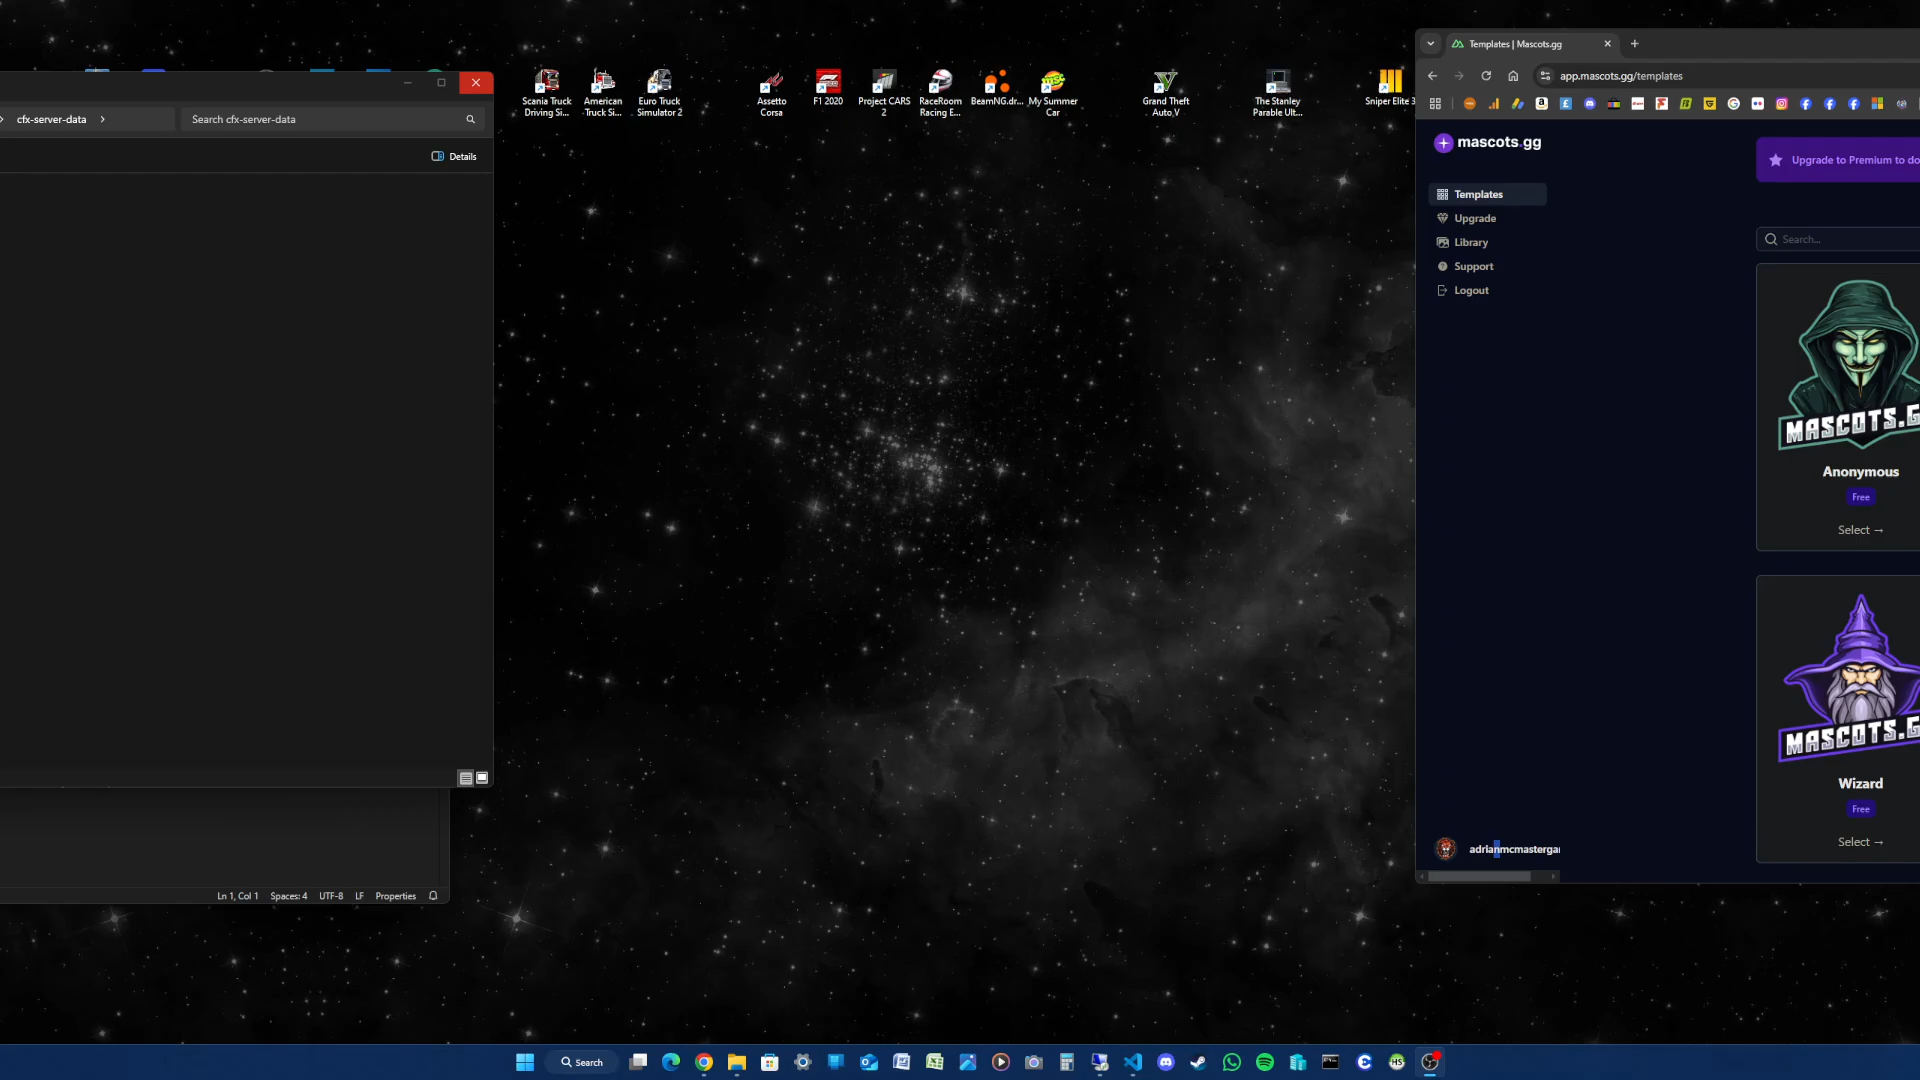 cfx-server-data
Search cfx-server-data
Details
Ln 1, Col 1
Spaces: 4
UTF-8
LF
Properties
Scania Truck
Driving Si...
American
Truck Si...
Euro Truck
Simulator 2
Assetto
Corsa
F1 2020
Project CARS
2
RaceRoom
Racing E...
BeamNG.dr...
My Summer
Car
Grand Theft
Auto V
The Stanley
Parable Ult...
Sniper Elite 3
Templates | Mascots.gg
app.mascots.gg/templates
mascots.gg
Upgrade to Premium to do
Templates
Upgrade
Library
Support
Logout
Search...
MASCOTS.G
Anonymous
Free
Select →
MASCOTS.G
Wizard
Free
Select →
adrianmcmastergai
Search